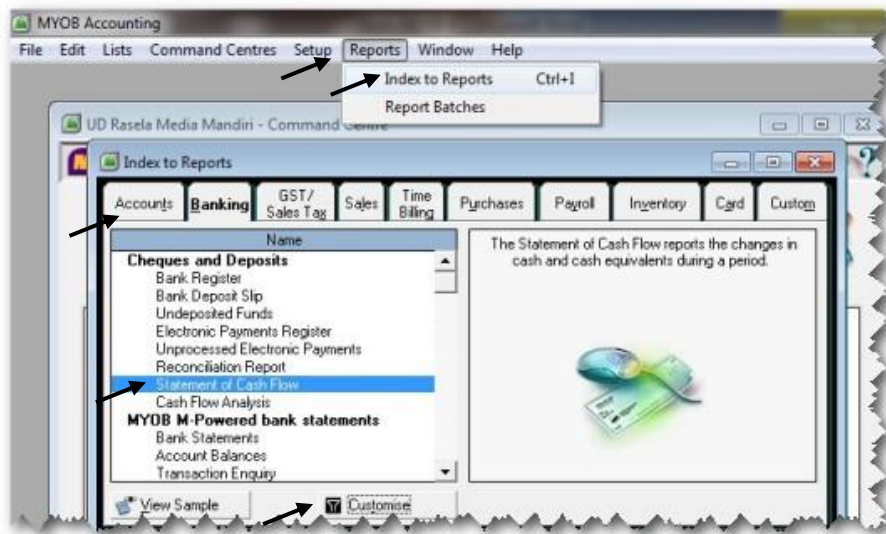 MYOB Accounting
File Edit Lists Command Centres Setup Reports Window Help
Index to Reports Ctrl+I
Report Batches
UD Rasela Media Mandiri - Command Centre
Index to Reports
Accounts Banking GST/ Sales Tax Sales Time Billing Purchases Payroll Inventory Card Custom
Name
Cheques and Deposits
Bank Register
Bank Deposit Slip
Undeposited Funds
Electronic Payments Register
Unprocessed Electronic Payments
Reconciliation Report
Statement of Cash Flow
Cash Flow Analysis
MYOB M-Powered bank statements
Bank Statements
Account Balances
Transaction Enquiry
The Statement of Cash Flow reports the changes in
cash and cash equivalents during a period.
View Sample
Customise